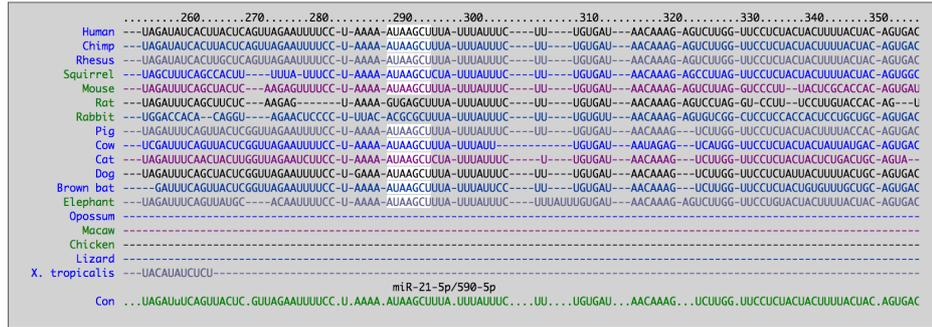 ....... 260....... 270....... 280........ 290....... 300............. 310......... 320........ 330....... 340....... 350.....
Human ---UAGAUAUCACUUACUCAGUUAGAAUUUUCC-U-AAAA-AUAAGCUUUA-UUUAUUUC----UU----UGUGAU---AACAAAG-AGUCUUGG-UUCCUCUACUACUUUUACUAC-AGUGAC
Chimp ---UAGAUAUCACUUACUCAGUUAGAAUUUUCC-U-AAAA-AUAAGCUUUA-UUUAUUUC----UU----UGUGAU---AACAAAG-AGUCUUGG-UUCCUCUACUACUUUUACUAC-AGUGAC
Rhesus ---UAGAUAUCACUUGCUCAGUUAGAAUUUUCC-U-AAAA-AUAAGCUUUA-UUUAUUUC----UU----UGUGAU---AACAAAG-AGUCUUGG-UUCCUCUACUACUUUUACUAC-AGUGAC
Squirrel ---UAGCUUUCAGCCACUU----UUUA-UUUCC-U-AAAA-AUAAGCUCUA-UUUAUUUC----UU----UGUGAU---AACAAAG-AGCCUUAG-UUCCUCUACUACUUUUACUAC-AGUGGC
Mouse ---UAGAUUUCAGCUACUC---AAGAGUUUUCC-U-AAAA-AUAAGCUUUA-UUUAUUUC----UU----UGUGAU---AACAAAG-AGUCUUAG-GUCCCUU--UACUCGCACCAC-AGUGAU
Rat ---UAGAUUUCAGCUUCUC---AAGAG-------U-AAAA-GUGAGCUUUA-UUUAUUUC----UU----UGUGAU---AACAAAG-AGUCCUAG-GU-CCUU--UCCUUGUACCAC-AG---U
Rabbit ---UGGACCACA--CAGGU---AGAACUCCCC-U-UUAC-ACGCGCUUUA-UUUAUUUC----UU----UGUGUU---AACAAAG-AGUGUCGG-CUCCUCCACCACUCCUGCUGC-AGUGAC
Pig ---UAGAUUUCAGUUACUCGGUUAGAAUUUUCC-U-AAAA-AUAAGCUUUA-UUUAUUUC----UU----UGUGAU---AACAAAG---UCUUGG-UUCCUCUACUACUUUUACCAC-AGUGAC
Cow ---UCGAUUUCAGUUACUCGGUUAGAAUUUUCC-U-AAAA-AUAAGCUUUA-UUUAUU------------UGUGAU---AAUAGAG---UCAUGG-UUCCUCUACUACUAUUAUGAC-AGUGAC
Cat ---UAGAUUUCAACUACUUGGUUAGAAUCUUCC-U-AAAA-AUAAGCUCUA-UUUAUUUC-----U----UGUGAU---AACAAAG---UCUUGG-UUCCUCUACUACUCUGACUGC-AGUA--
Dog ---UAGAUUUCAGUUACUCGGUUAGAAUUUUCC-U-GAAA-AUAAGCUUUA-UUUAUUUC----UU----UGUGAU---AACAAAG---UCUUGG-UUCCUCUAUUACUUUUACUGC-AGUGAC
Brown bat -----GAUUUCAGUUACUCGGUUAGAAUUUUCC-U-AAAA-AUAAGCUUUA-UUUAUUCC----UU----UGUGAU---AACAAAG---UCUUGG-UUCCUCUACUGUGUUUGCUGC-AGUGAC
Elephant ---UAGAUUUCAGUUAUGC----ACAAUUUUCC-U-AAAA-AUAAGCUUUA-UUUAUUUC----UUUAUUUGUGAU---AACAAAG-AGUCUUGG-UUCCUGUACUACUUUUACUAC-AGUGAC
Opossum
Macaw
Chicken
Lizard
X. tropicalis ---UACAUAUCUCU
miR-21-5p/590-5p
Con ...UAGAUuUCAGUUACUC.GUUAGAAUUUUCC.U.AAAA.AUAAGCUUUA.UUUAUUUC....UU....UGUGAU...AACAAAG...UCUUGG.UUCCUCUACUACUUUUACUAC.AGUGAC